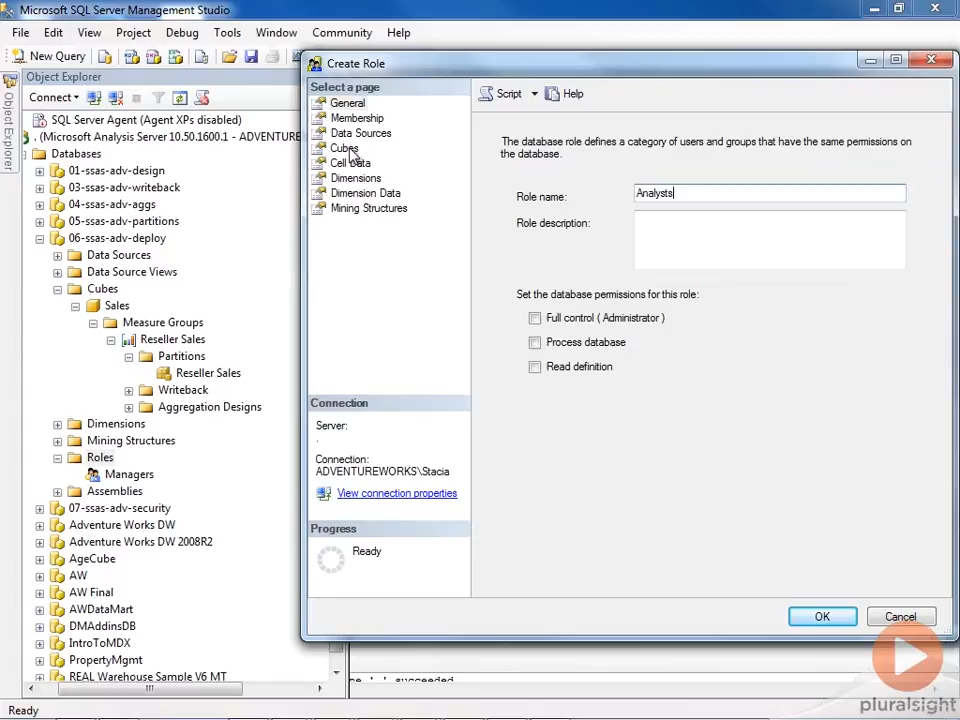 Microsoft SQL Server Management Studio
File Edit View Project Debug Tools Window Community Help
New Query
Object Explorer
Connect
Object Explorer
SQL Server Agent (Agent XPs disabled)
. (Microsoft Analysis Server 10.50.1600.1 - ADVENTURE
Databases
01-ssas-adv-design
03-ssas-adv-writeback
04-ssas-adv-aggs
05-ssas-adv-partitions
06-ssas-adv-deploy
Data Sources
Data Source Views
Cubes
Sales
Measure Groups
Reseller Sales
Partitions
Reseller Sales
Writeback
Aggregation Designs
Dimensions
Mining Structures
Roles
Managers
Assemblies
07-ssas-adv-security
Adventure Works DW
Adventure Works DW 2008R2
AgeCube
AW
AW Final
AWDataMart
DMAddinsDB
IntroToMDX
PropertyMgmt
REAL Warehouse Sample V6 MT
Create Role
Select a page
General
Membership
Data Sources
Cubes
Cell Data
Dimensions
Dimension Data
Mining Structures
Connection
Server:
.
Connection:
ADVENTUREWORKS\Stacia
View connection properties
Progress
Ready
Script Help
The database role defines a category of users and groups that have the same permissions on
the database.
Role name: Analysts
Role description:
Set the database permissions for this role:
Full control ( Administrator )
Process database
Read definition
OK Cancel
succeeded
pluralsight
Ready